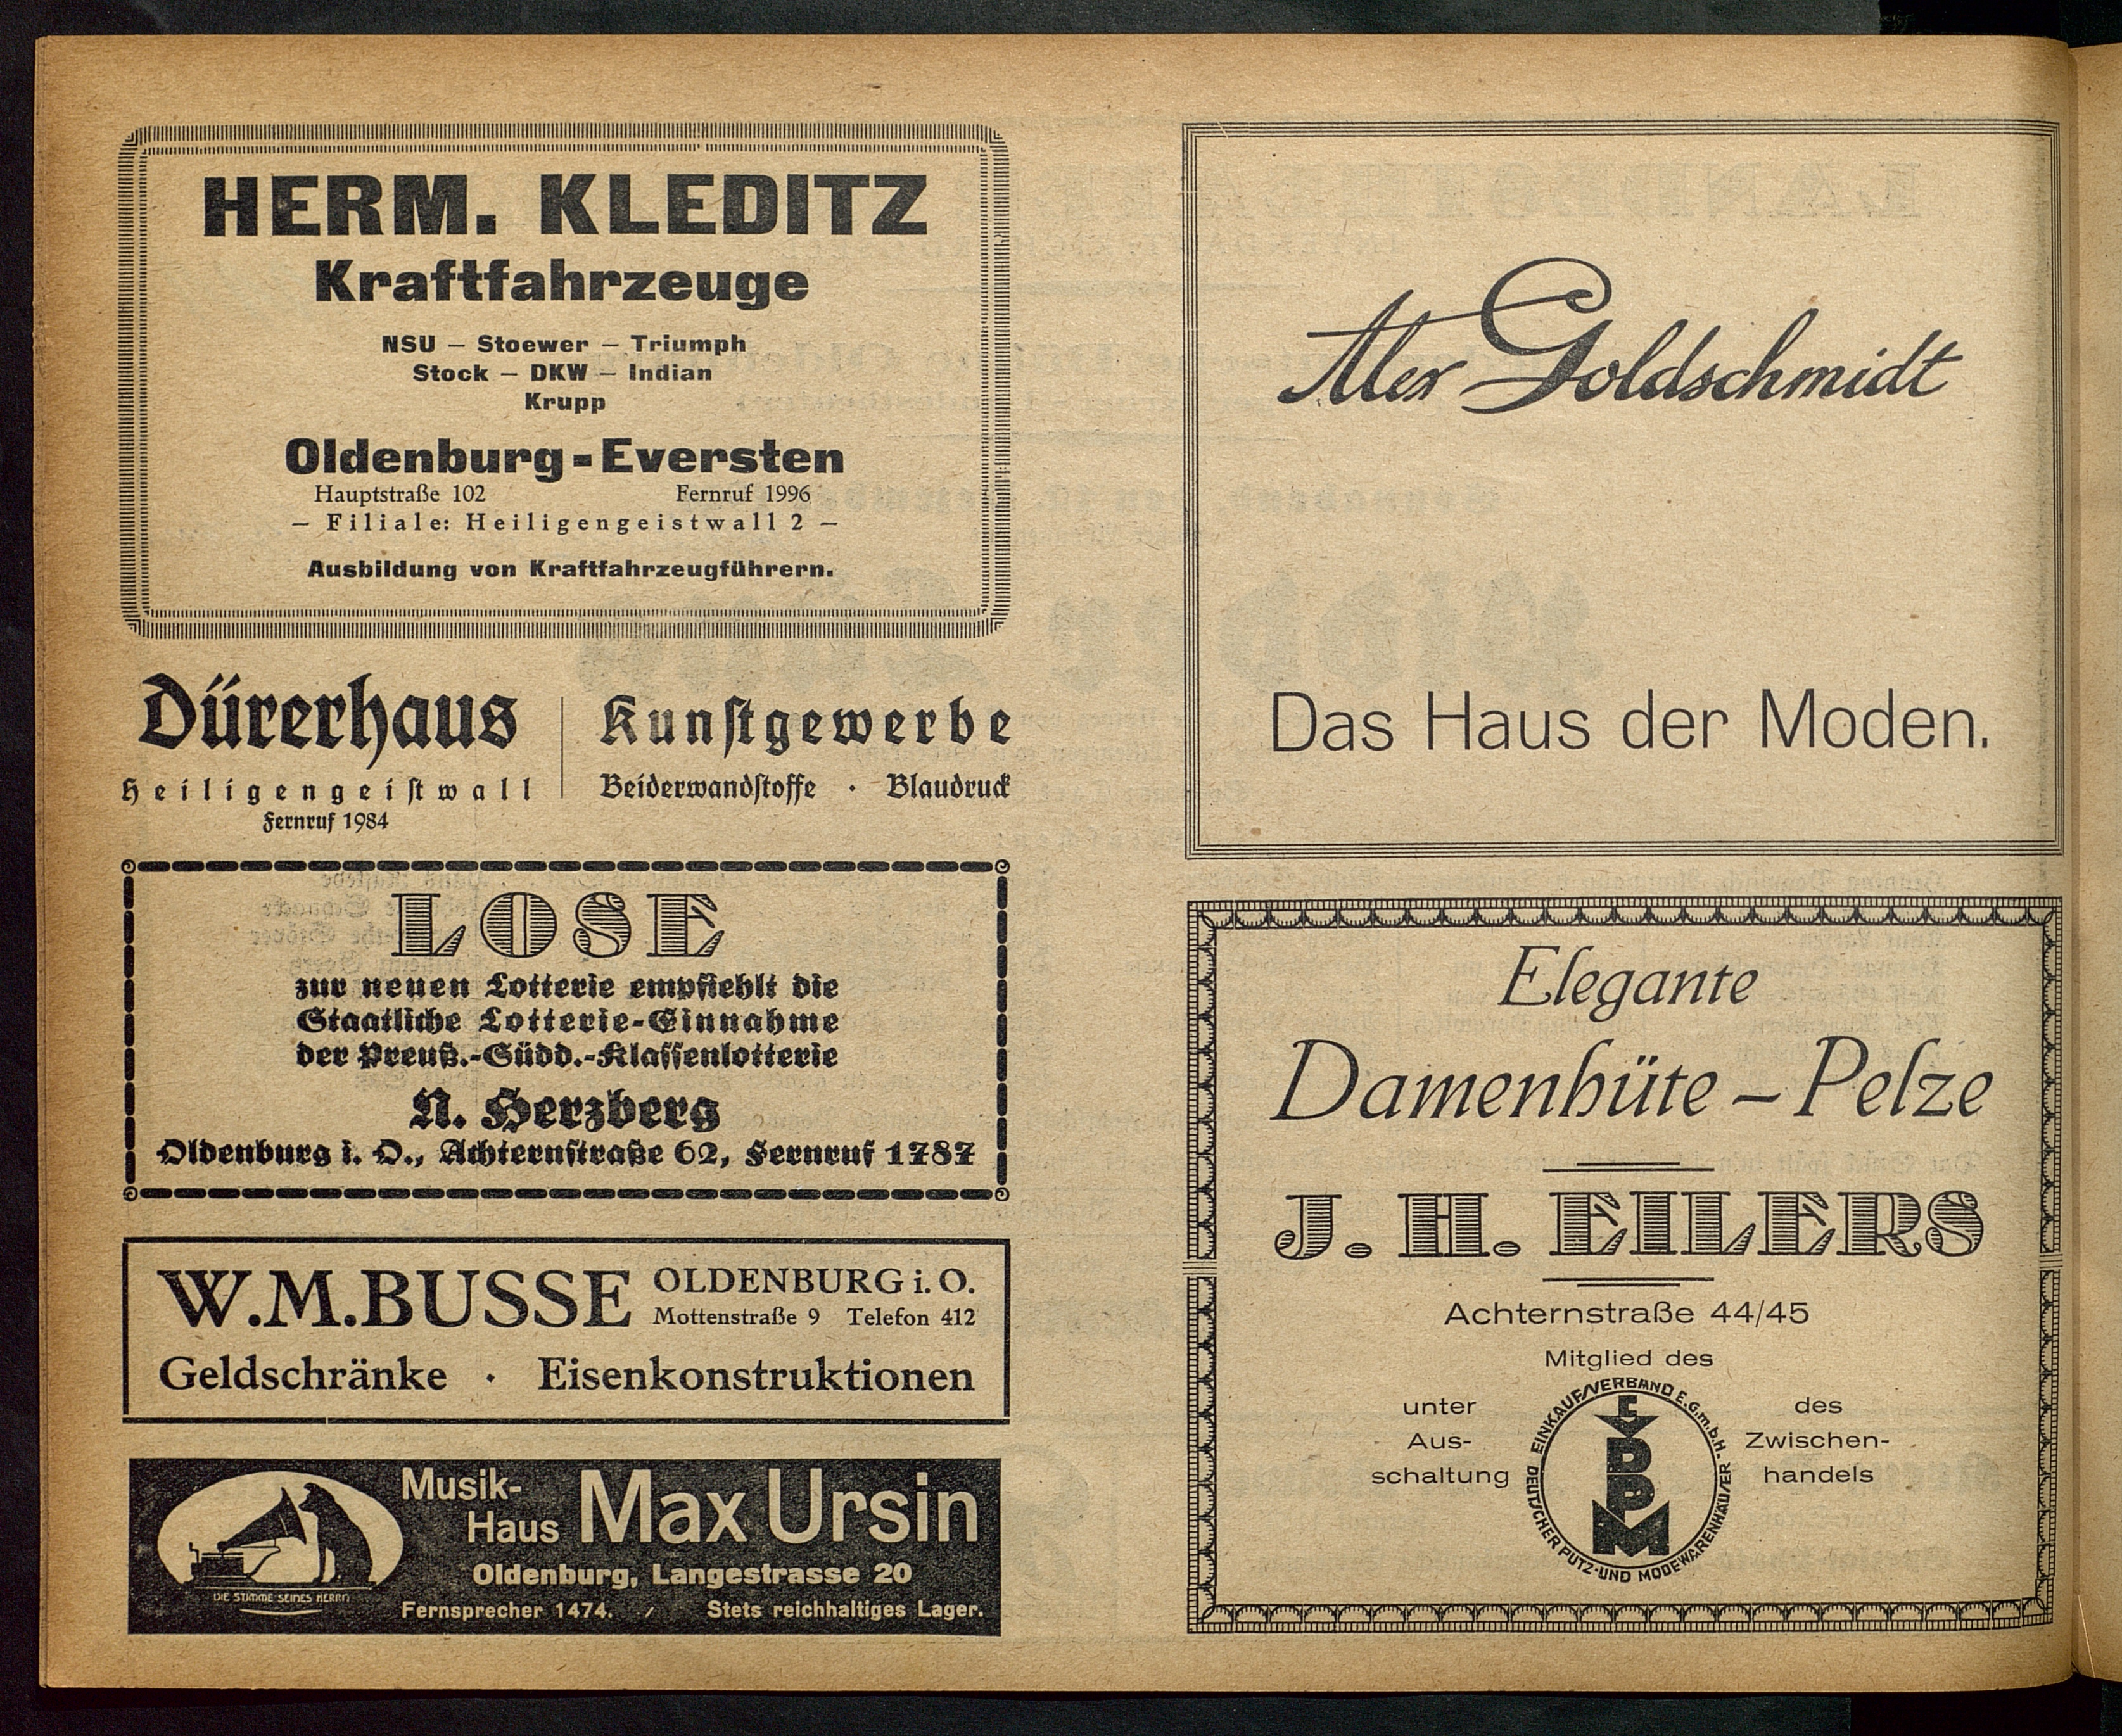 HERM. KLEDITZ
Kraftfahrzeuge
NSU — Stoewer — Triumph
Stock — DKW — Indian
Krupp
Oldenburg-Eversten
Hauptstraße 102 Fernruf 1996
— Filiale: Heiligengeistwall 2 —
Ausbildung von Kraftfahrzeugführern.
Dürerhaus
Heiligengeistwall
Fernruf 1984
Kunstgewerbe
Beiderwandstoffe · Blaudruck
LOSE
zur neuen Lotterie empfiehlt die
Staatliche Lotterie-Einnahme
der Preuß.-Südd.-Klassenlotterie
N. Herzberg
Oldenburg i. O., Achternstraße 62, Fernruf 1787
W.M.BUSSE OLDENBURG i. O.
Mottenstraße 9 Telefon 412
Geldschränke · Eisenkonstruktionen
Musik-
Haus Max Ursin
Oldenburg, Langestrasse 20
DIE STIMME SEINES HERRN
Fernsprecher 1474. / Stets reichhaltiges Lager.
Alex Goldschmidt
Das Haus der Moden.
Elegante
Damenhüte – Pelze
J. H. EILERS
Achternstraße 44/45
Mitglied des
unter
Aus-
schaltung
EINKAUFSVERBAND E.G.m.b.H.
DEUTSCHER PUTZ-UND MODEWARENHÄUSER
E
D
P
M
des
Zwischen-
handels